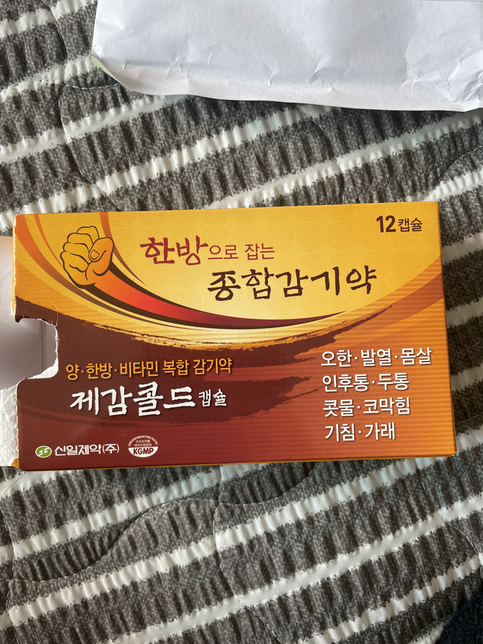 12캡슐
한방으로 잡는
종합감기약
양·한방·비타민 복합 감기약
제감콜드 캡슐
오한·발열·몸살
인후통·두통
콧물·코막힘
기침·가래
신일제약(주)
KGMP